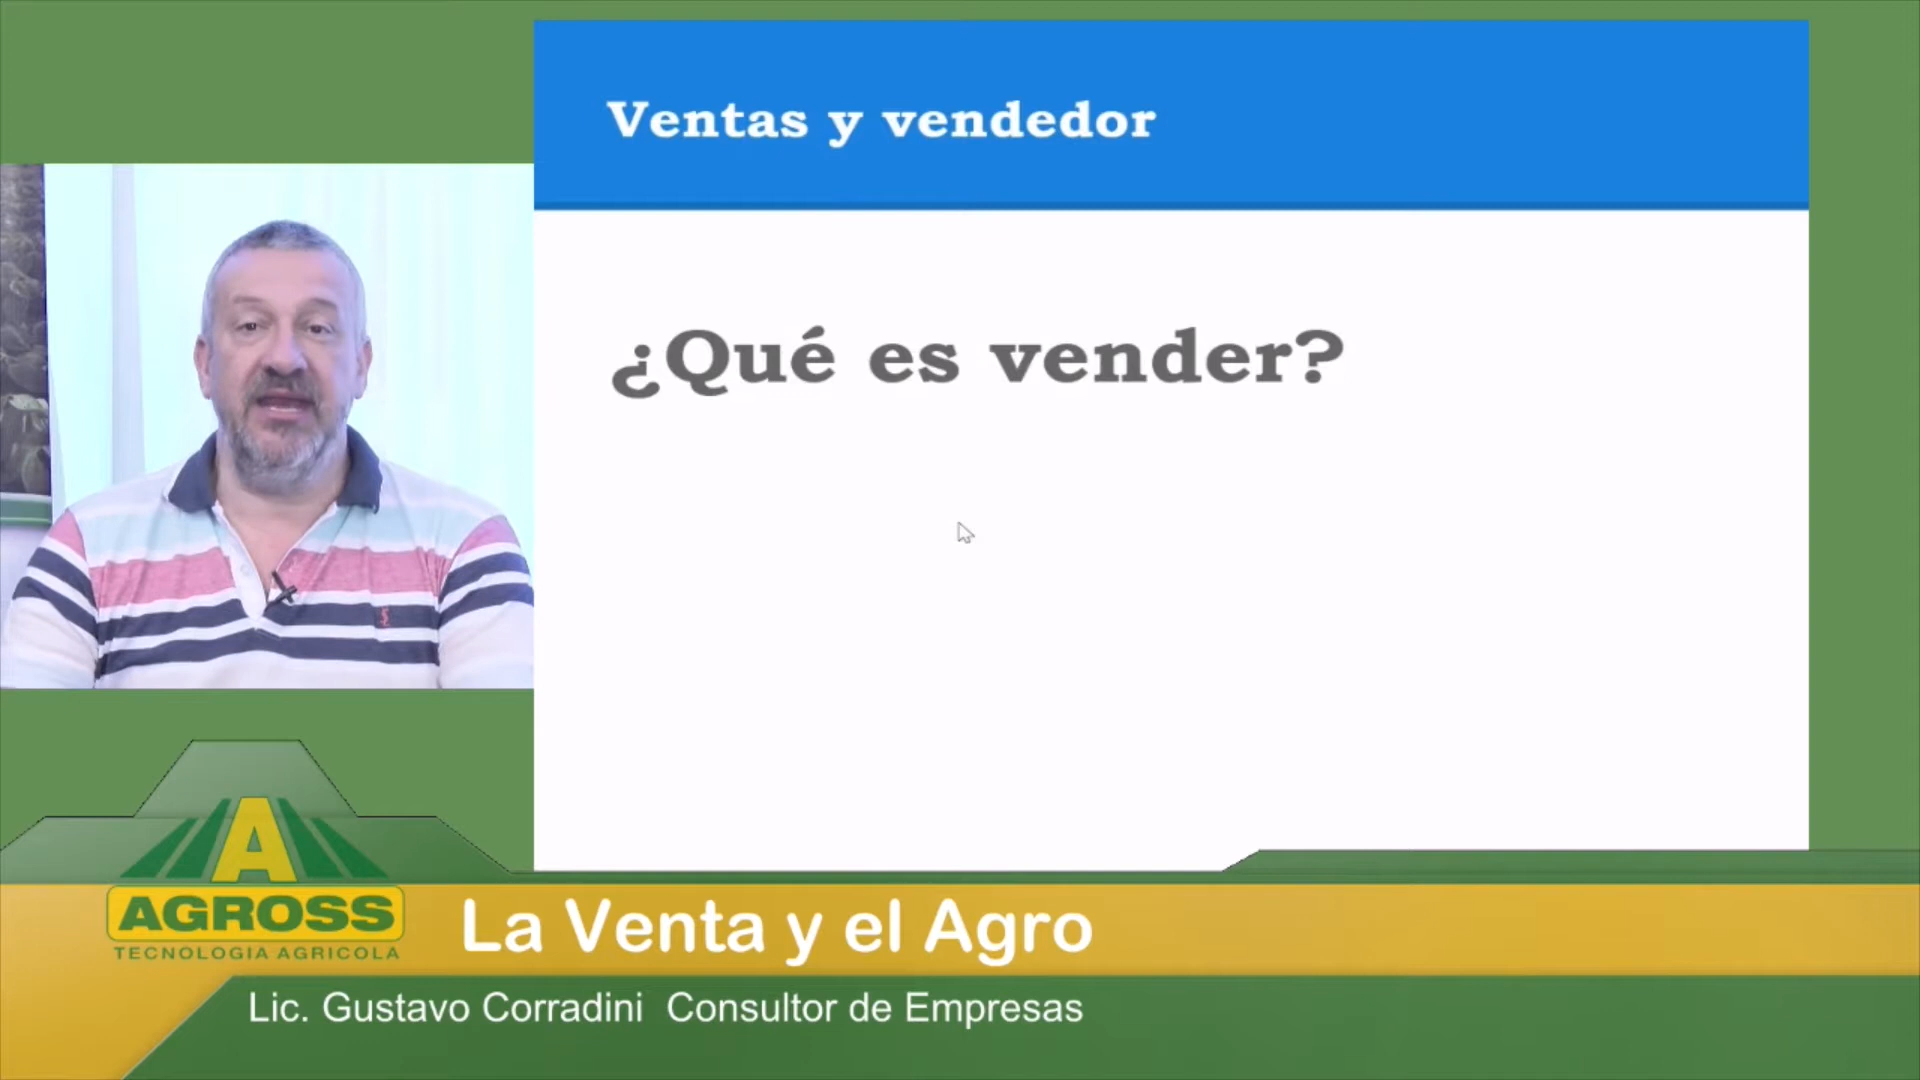 Ventas y vendedor
¿Qué es vender?
A
AGROSS
TECNOLOGIA AGRICOLA
La Venta y el Agro
Lic. Gustavo Corradini Consultor de Empresas